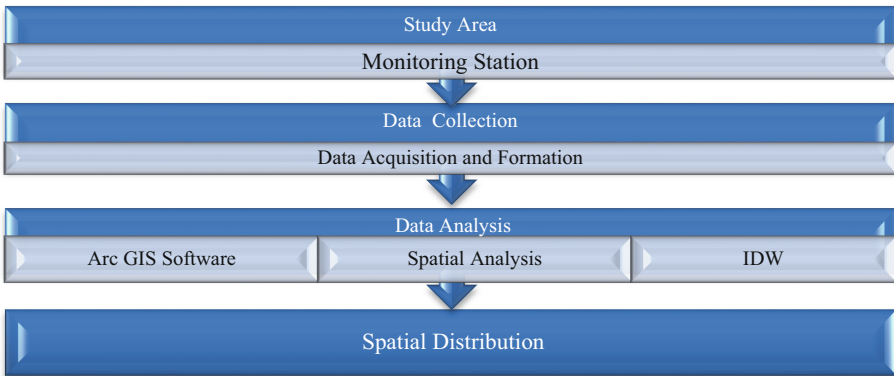 Study Area
Monitoring Station
Data Collection
Data Acquisition and Formation
Data Analysis
Arc GIS Software
Spatial Analysis
IDW
Spatial Distribution